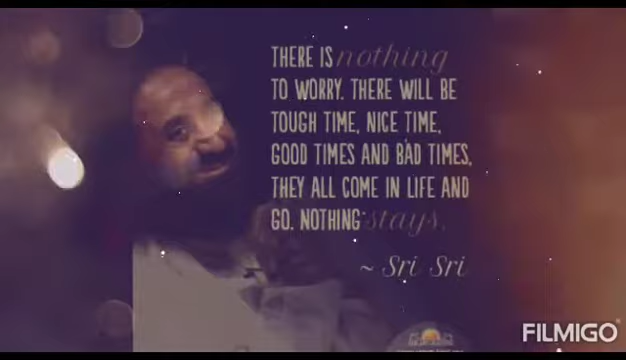 THERE IS nothing
TO WORRY. THERE WILL BE
TOUGH TIME, NICE TIME,
GOOD TIMES AND BAD TIMES,
THEY ALL COME IN LIFE AND
GO. NOTHING stays.
~ Sri Sri
FILMIGO